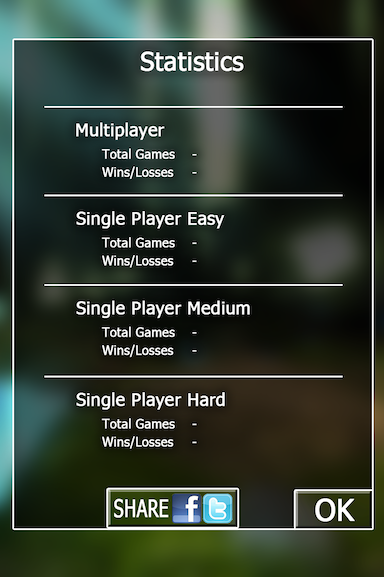 Statistics
Multiplayer
Total Games -
Wins/Losses -
Single Player Easy
Total Games -
Wins/Losses -
Single Player Medium
Total Games -
Wins/Losses -
Single Player Hard
Total Games -
Wins/Losses -
SHARE f t
OK